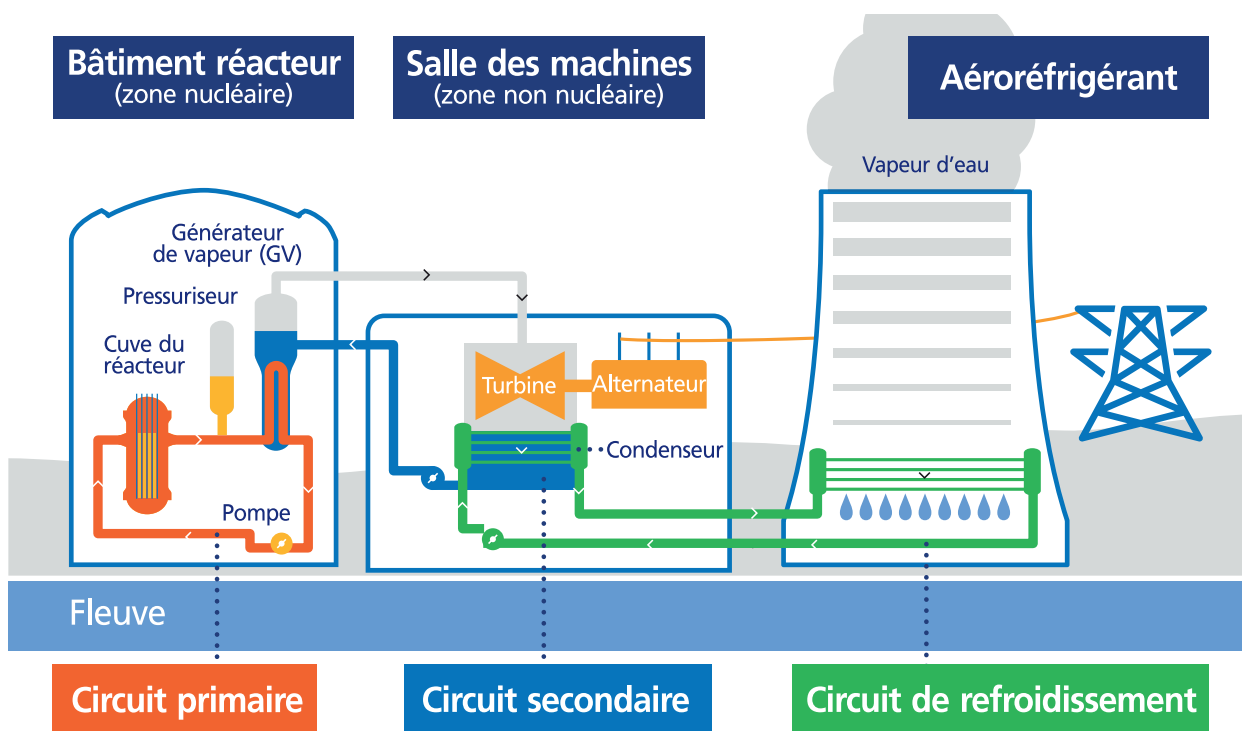 Bâtiment réacteur
(zone nucléaire)
Salle des machines
(zone non nucléaire)
Aéroréfrigérant
Vapeur d'eau
Générateur
de vapeur (GV)
Pressuriseur
Cuve du
réacteur
Turbine
Alternateur
Condenseur
Pompe
Fleuve
Circuit primaire
Circuit secondaire
Circuit de refroidissement